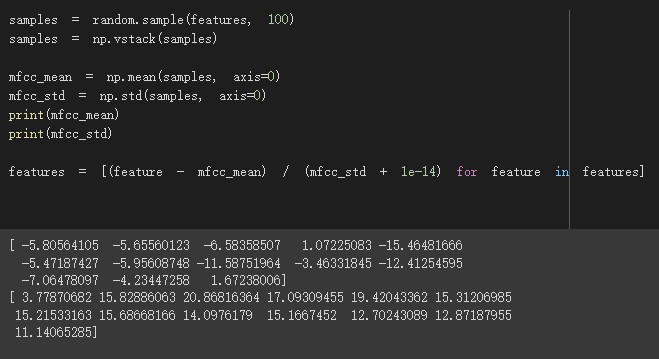 samples = random.sample(features, 100)
samples = np.vstack(samples)
mfcc_mean = np.mean(samples, axis=0)
mfcc_std = np.std(samples, axis=0)
print(mfcc_mean)
print(mfcc_std)
features = [(feature - mfcc_mean) / (mfcc_std + 1e-14) for feature in features]
[ -5.80564105 -5.65560123 -6.58358507 1.07225083 -15.46481666
-5.47187427 -5.95608748 -11.58751964 -3.46331845 -12.41254595
-7.06478097 -4.23447258 1.67238006]
[ 3.77870682 15.82886063 20.86816364 17.09309455 19.42043362 15.31206985
15.21533163 15.68668166 14.0976179 15.1667452 12.70243089 12.87187955
11.14065285]